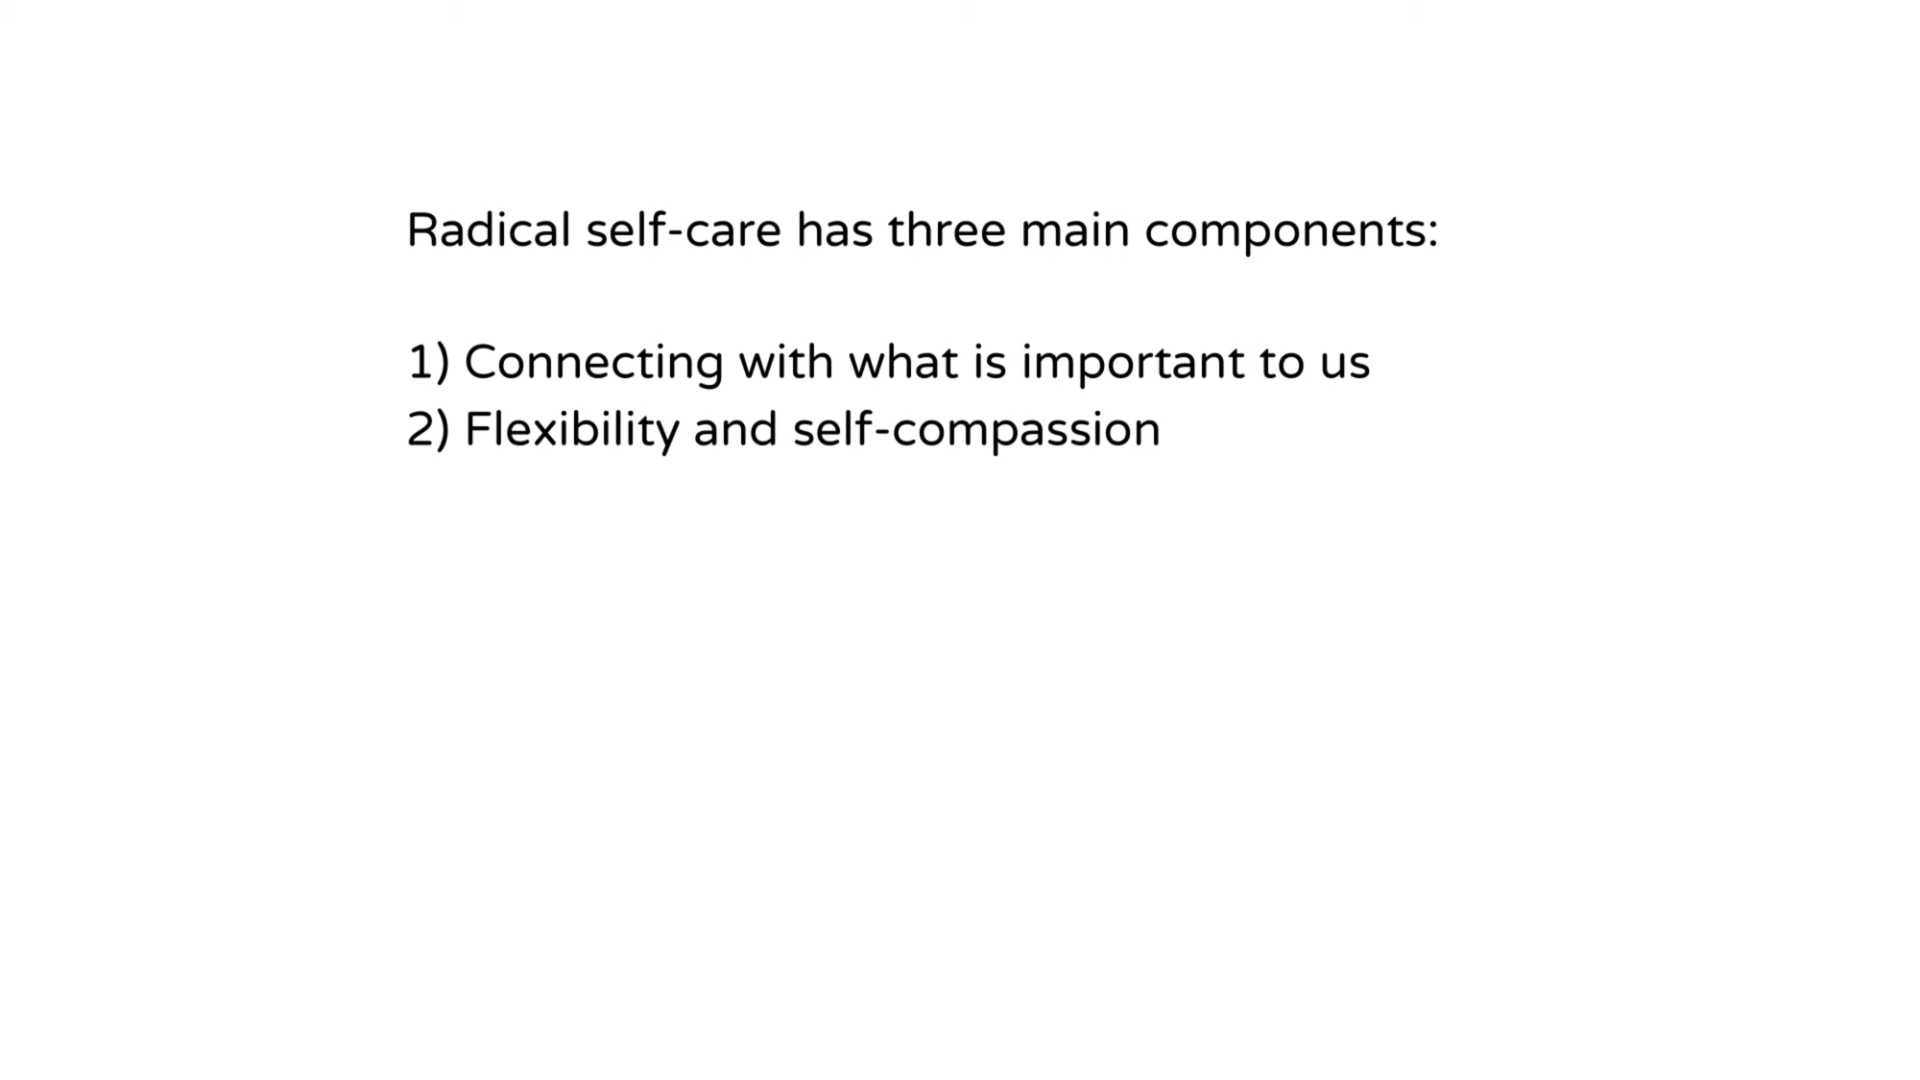 Radical self-care has three main components:
1) Connecting with what is important to us
2) Flexibility and self-compassion